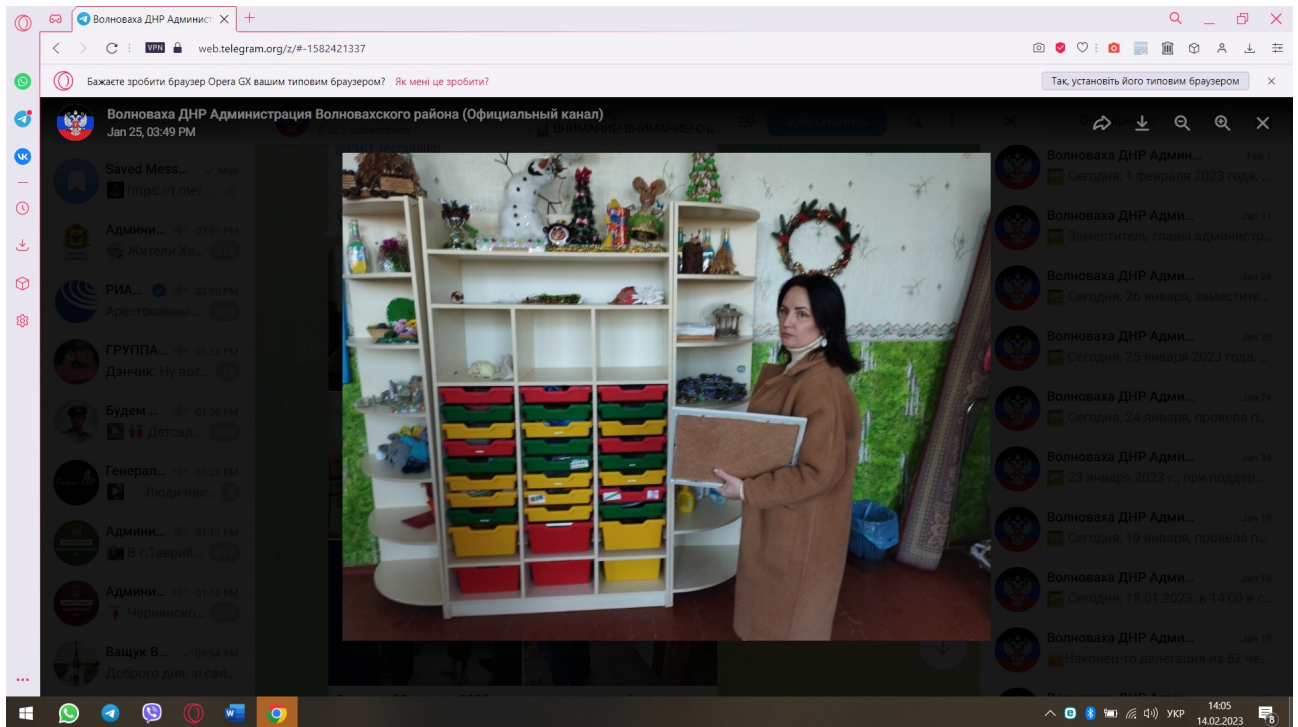 Волноваха ДНР Админист
VPN
web.telegram.org/z/#-1582421337
Бажаєте зробити браузер Opera GX вашим типовим браузером? Як мені це зробити?
Так, установіть його типовим браузером
Волноваха ДНР Администрация Волновахского района (Официальный канал)
Jan 25, 03:49 PM
ВНИМАНИЕ! ВНИМАНИЕ! С ц...
Saved Mess... Mon
https://t.me/...
Админи... 02:01 PM
Жители Хе...
РИА... 02:00 PM
Арестованны...
ГРУППА... 01:56 PM
Дэнчик: Ну вот...
Будем ... 01:30 PM
Детсад...
Генерал... 01:20 PM
Люди нае...
Админи... 01:17 PM
В г.Таврий...
Админи... 01:10 PM
Чернянско...
Ващук В... 09:54 AM
Доброго дня, зі свя...
Волноваха ДНР Админ... Feb 1
Сегодня, 1 февраля 2023 года, ...
Волноваха ДНР Адми... Jan 31
Заместитель главы администр...
Волноваха ДНР Адми... Jan 26
Сегодня, 26 января, заместите...
Волноваха ДНР Адми... Jan 25
Сегодня, 25 января 2023 года, ...
Волноваха ДНР Адми... Jan 24
Сегодня, 24 января, провела п...
Волноваха ДНР Адми... Jan 24
23 января 2023 г., при поддер...
Волноваха ДНР Адми... Jan 19
Сегодня, 19 января, провела п...
Волноваха ДНР Адми... Jan 18
Сегодня, 18.01.2023, в 14:00 в с...
Волноваха ДНР Адми... Jan 13
Наконец-то делегация из 52 че...
УКР
14:05
14.02.2023
8